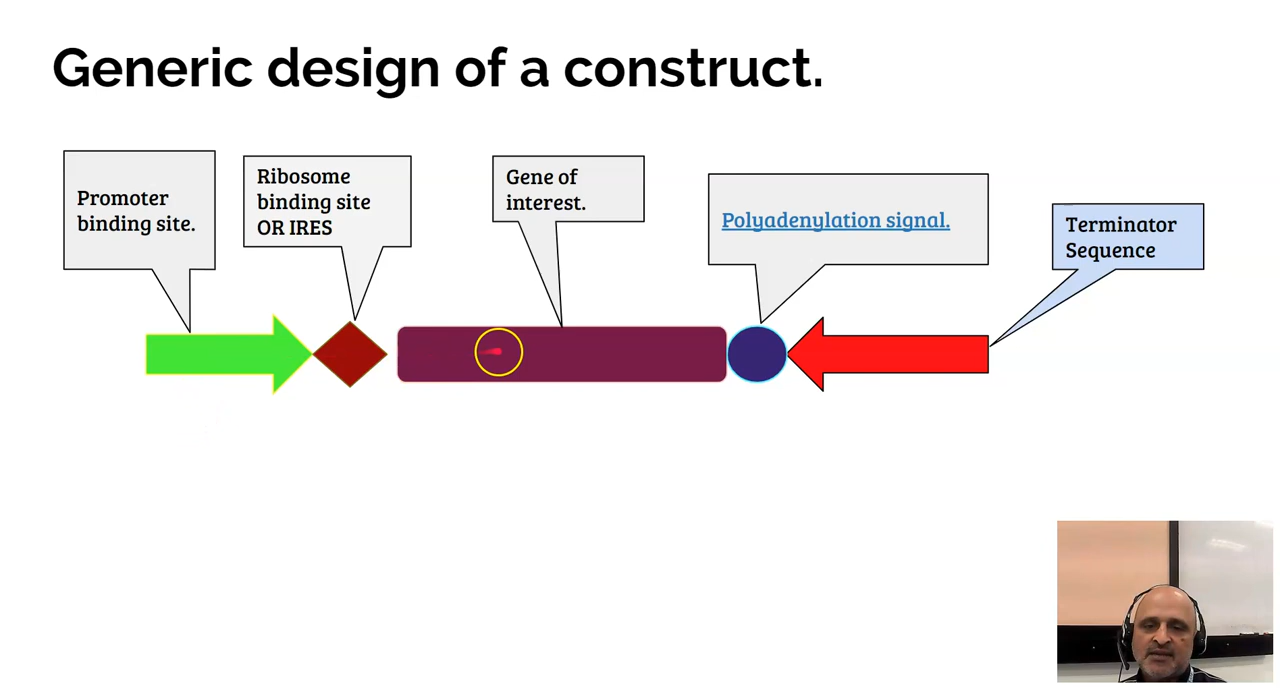 Generic design of a construct.
Promoter
binding site.
Ribosome
binding site
OR IRES
Gene of
interest.
Polyadenylation signal.
Terminator
Sequence